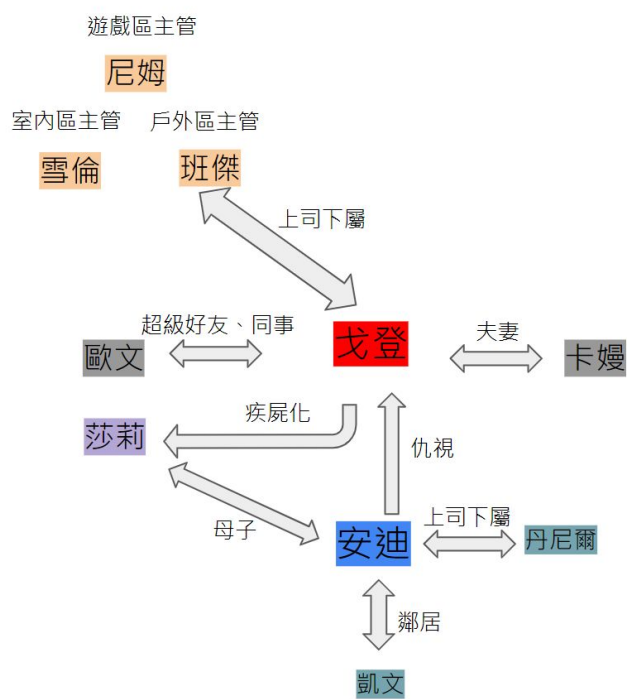 遊戲區主管
尼姆
室內區主管 戶外區主管
雪倫 班傑
上司下屬
超級好友、同事 戈登 夫妻
歐文 卡嫚
疾屍化
莎莉 仇視
母子 上司下屬
安迪 丹尼爾
鄰居
凱文